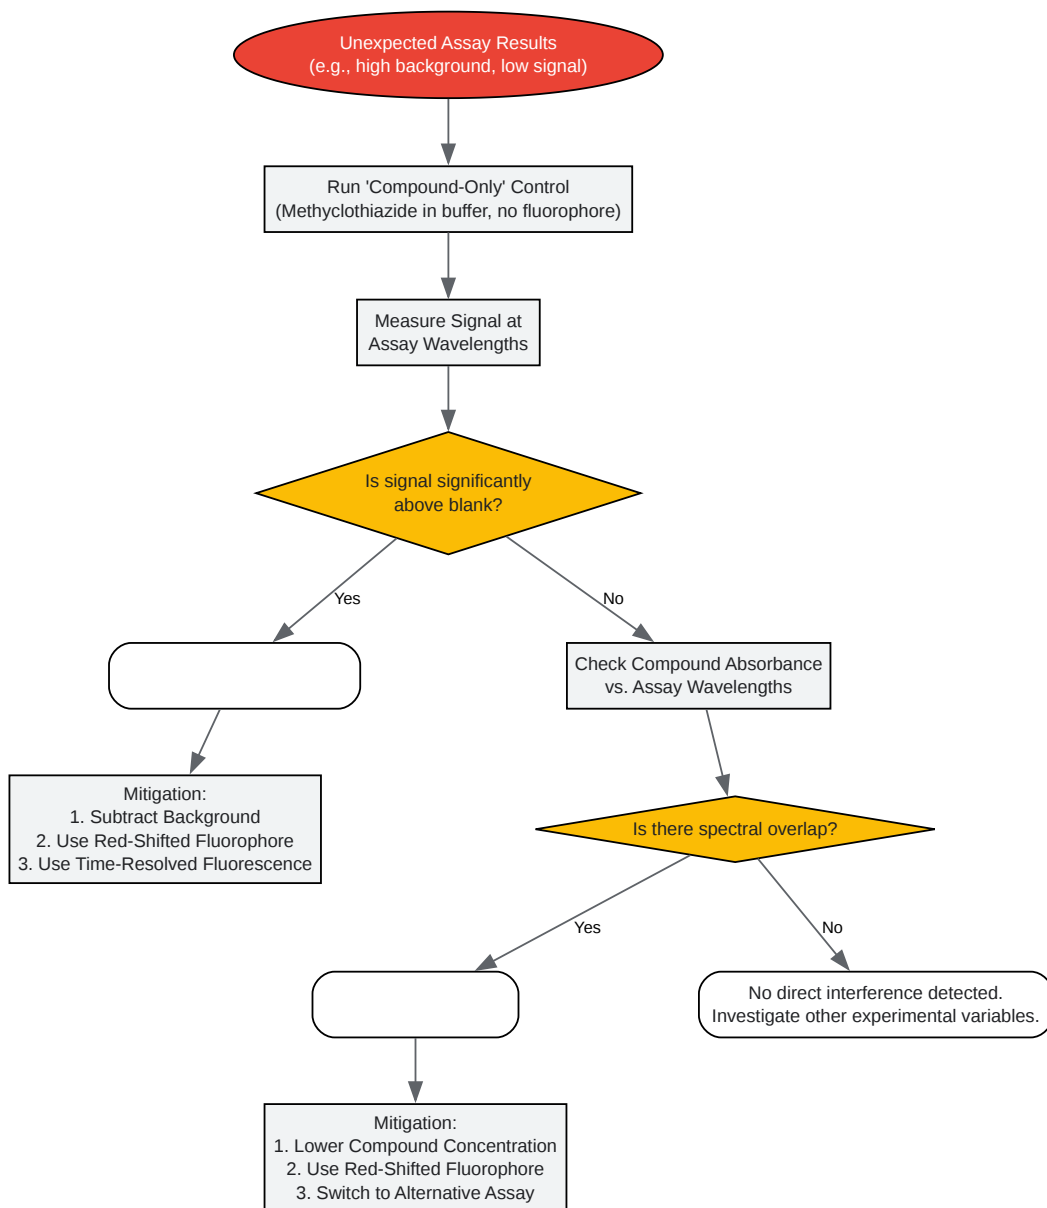 Unexpected Assay Results
(e.g., high background, low signal)
Run 'Compound-Only' Control
(Methyclothiazide in buffer, no fluorophore)
Measure Signal at
Assay Wavelengths
Is signal significantly
above blank?
Yes
No
Check Compound Absorbance
vs. Assay Wavelengths
Mitigation:
1. Subtract Background
2. Use Red-Shifted Fluorophore
3. Use Time-Resolved Fluorescence
Is there spectral overlap?
Yes
No
No direct interference detected.
Investigate other experimental variables.
Mitigation:
1. Lower Compound Concentration
2. Use Red-Shifted Fluorophore
3. Switch to Alternative Assay